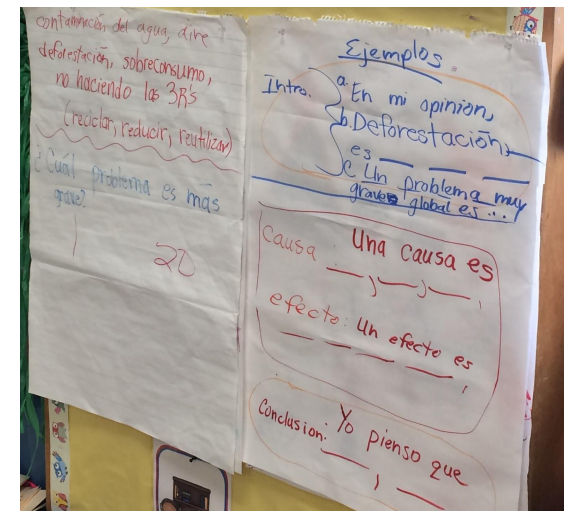 contaminación del agua, aire
deforestación, sobreconsumo,
no haciendo las 3R's
(reciclar, reducir, reutilizar)
¿Cuál problema es más
grave?
Ejemplos.
Intro.
a. En mi opinion,
b. Deforestación,
es
c. Un problema muy
grave global es...
Causa Una causa es
efecto: Un efecto es
Conclusion: Yo pienso que